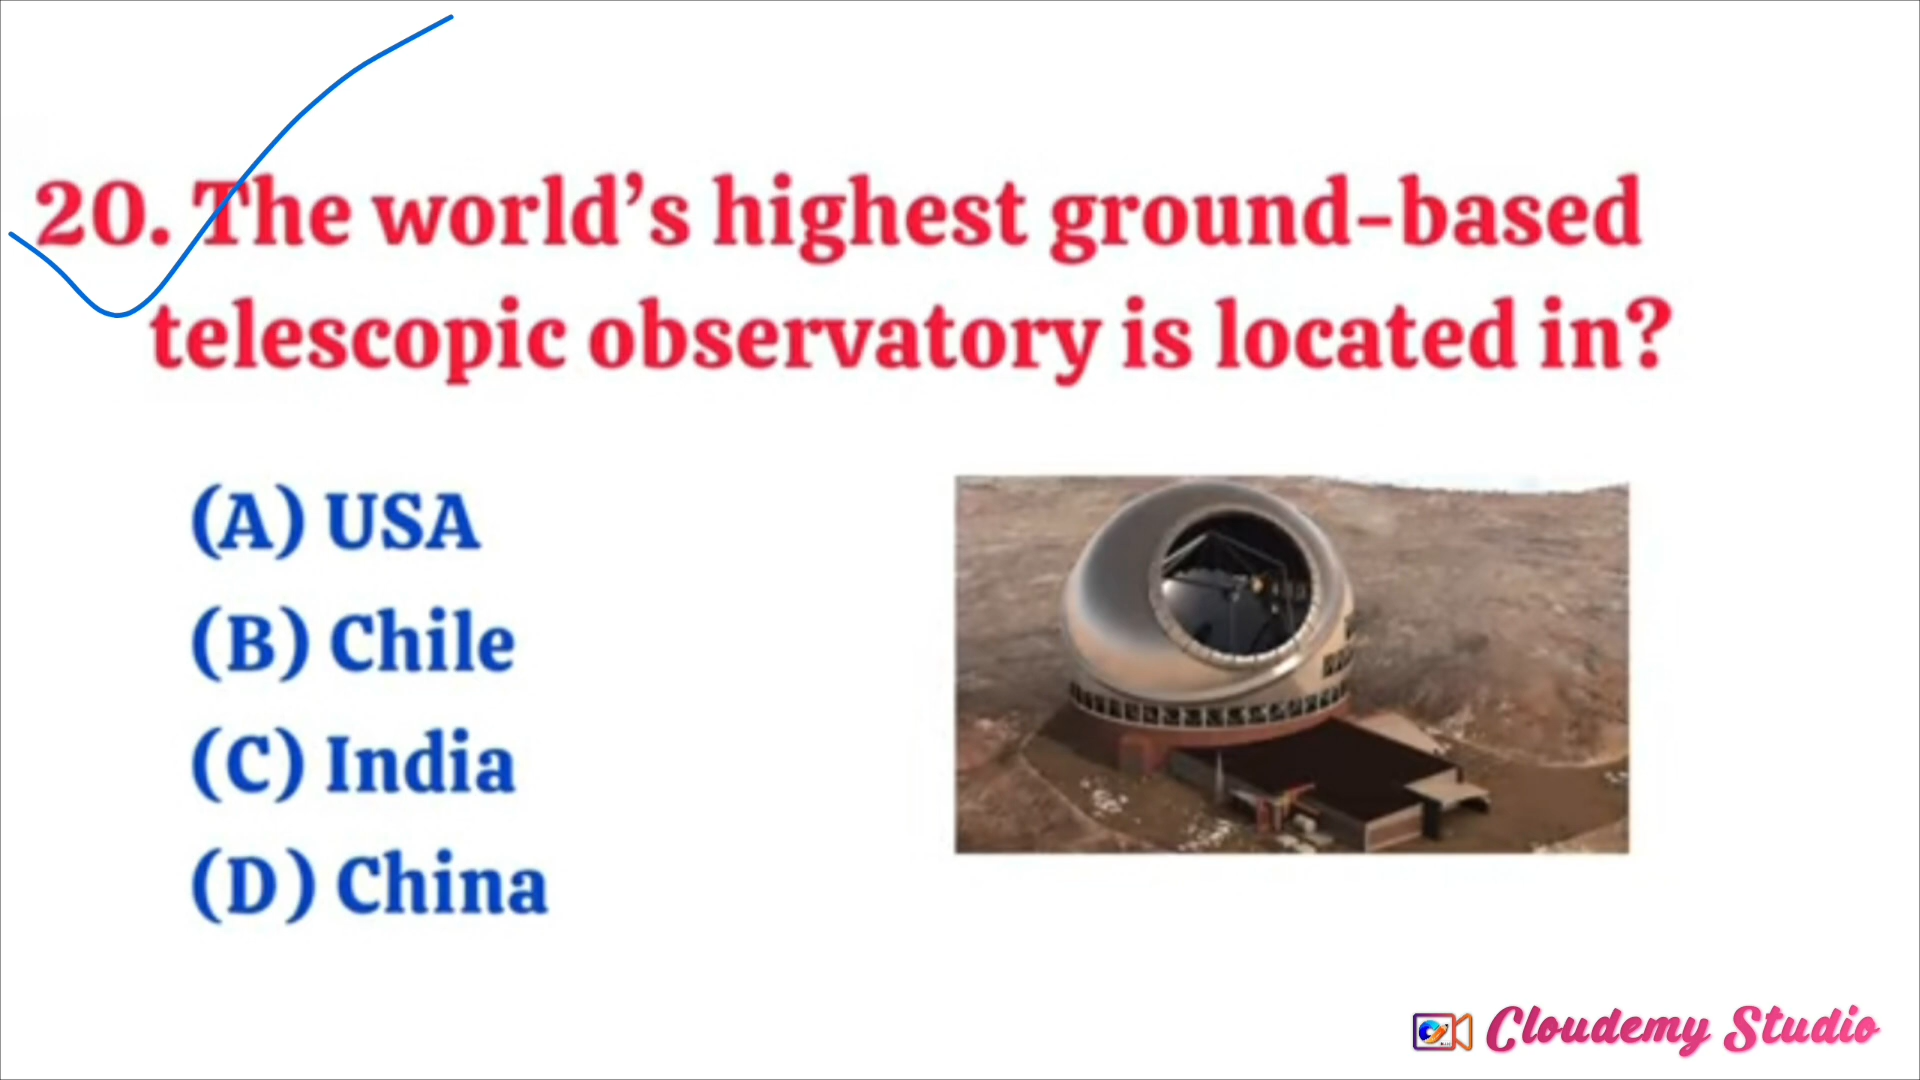 20. The world’s highest ground-based
telescopic observatory is located in?
(A) USA
(B) Chile
(C) India
(D) China
Cloudemy Studio